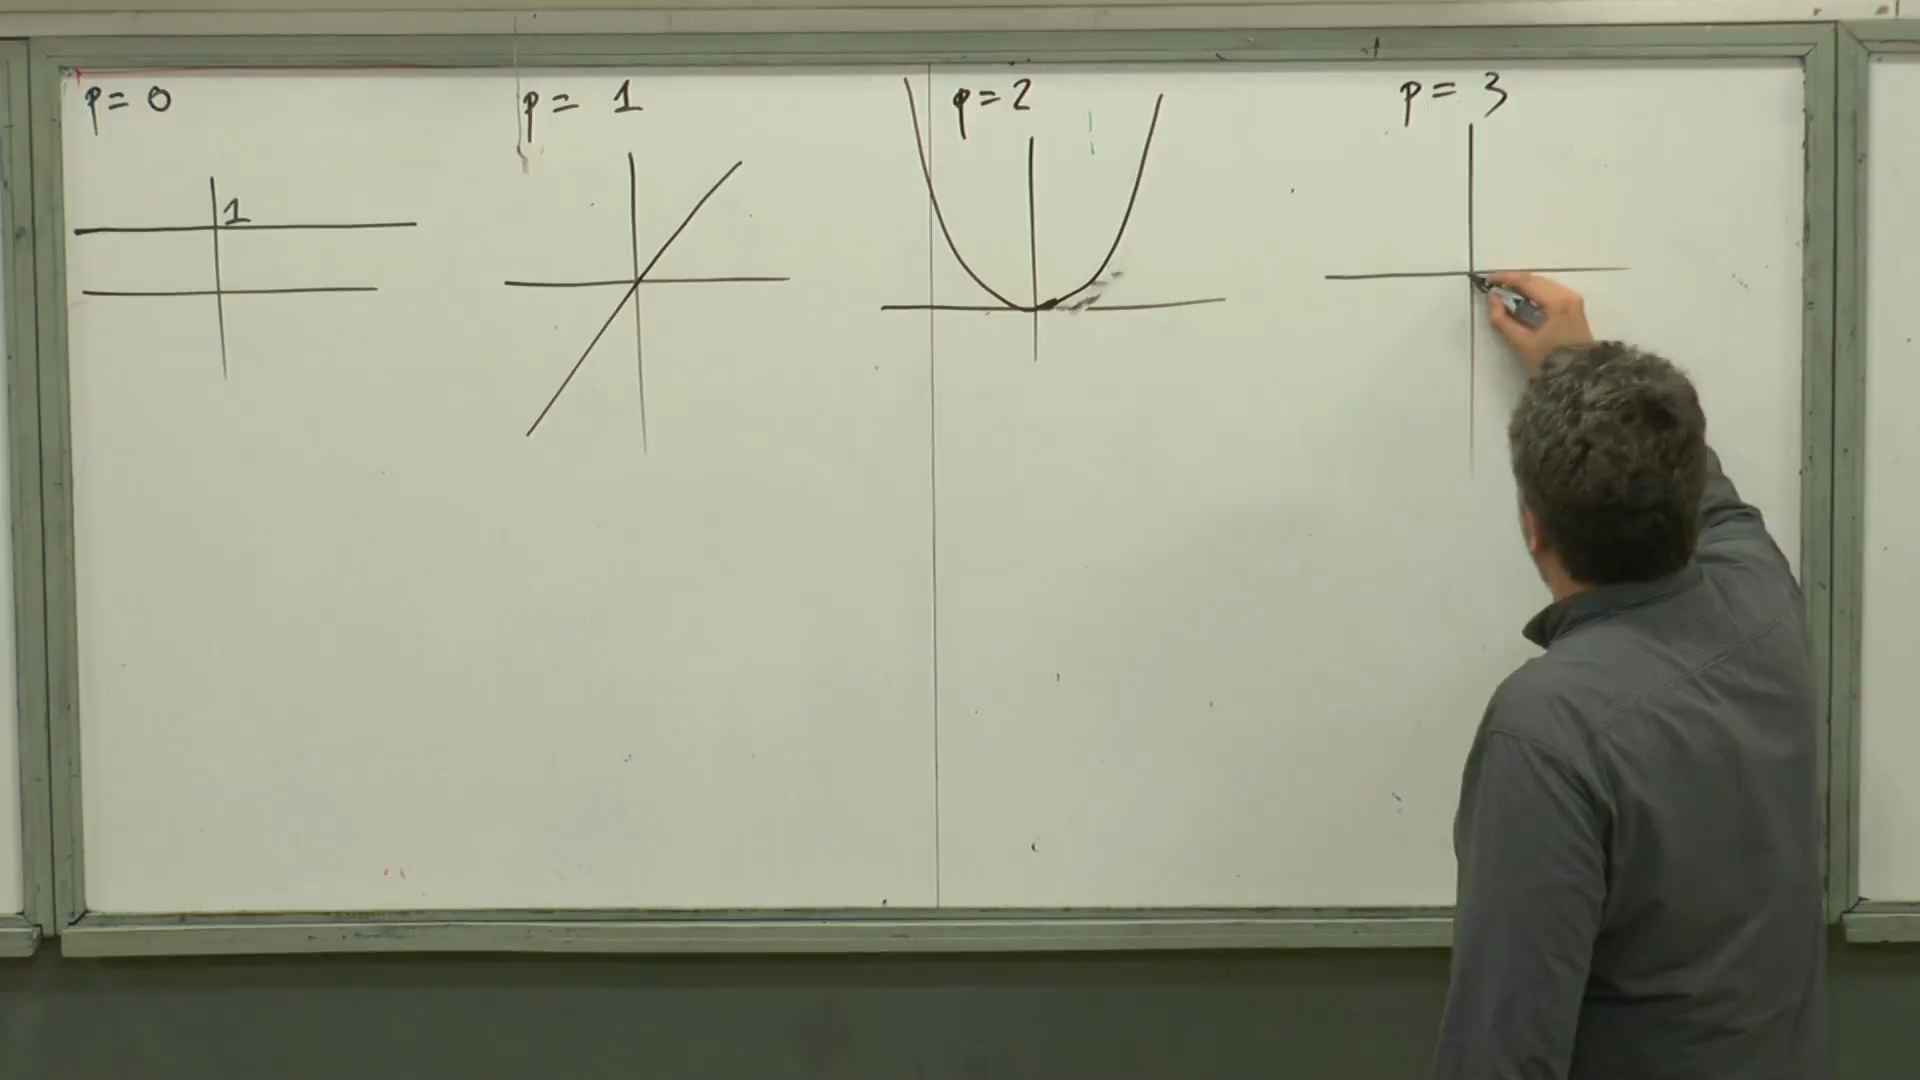 p = 0
p = 1
p = 2
p = 3
1